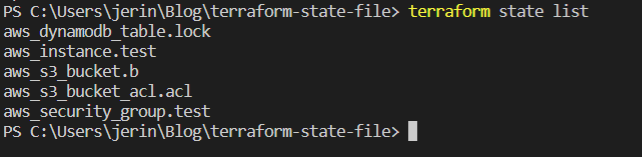 PS C:\Users\jerin\Blog\terraform-state-file> terraform state list
aws_dynamodb_table.lock
aws_instance.test
aws_s3_bucket.b
aws_s3_bucket_acl.acl
aws_security_group.test
PS C:\Users\jerin\Blog\terraform-state-file>